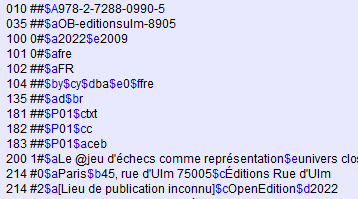 010 ##$A978-2-7288-0990-5
035 ##$aOB-editionsulm-8905
100 0#$a2022$e2009
101 0#$afre
102 ##$aFR
104 ##$by$cy$dba$e0$ffre
135 ##$ad$br
181 ##$P01$ctxt
182 ##$P01$cc
183 ##$P01$aceb
200 1#$aLe @jeu d'échecs comme représentation$eunivers clos
214 #0$aParis$b45, rue d'Ulm 75005$cÉditions Rue d'Ulm
214 #2$a[Lieu de publication inconnu]$cOpenEdition$d2022